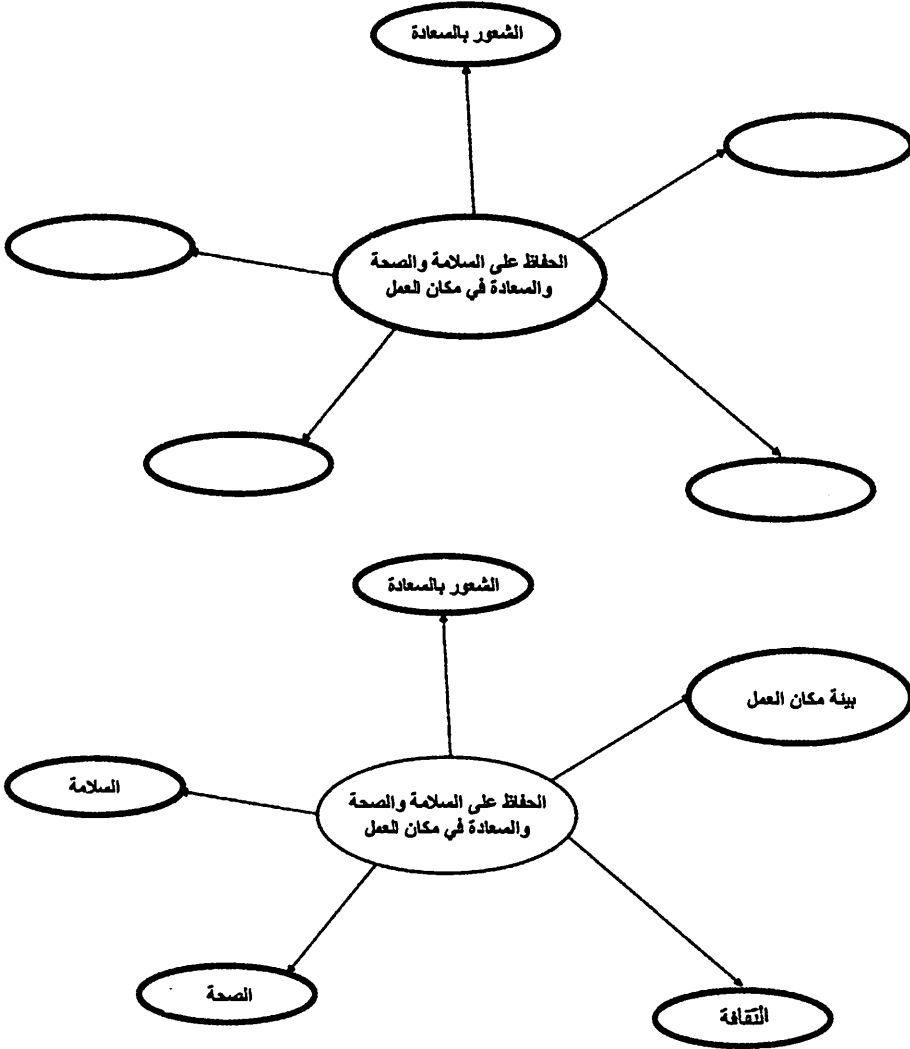 الشعور بالسعادة
الحفاظ على السلامة والصحة
والسعادة في مكان العمل
الشعور بالسعادة
بيئة مكان العمل
السلامة
الحفاظ على السلامة والصحة
والسعادة في مكان العمل
الصحة
الثقافة